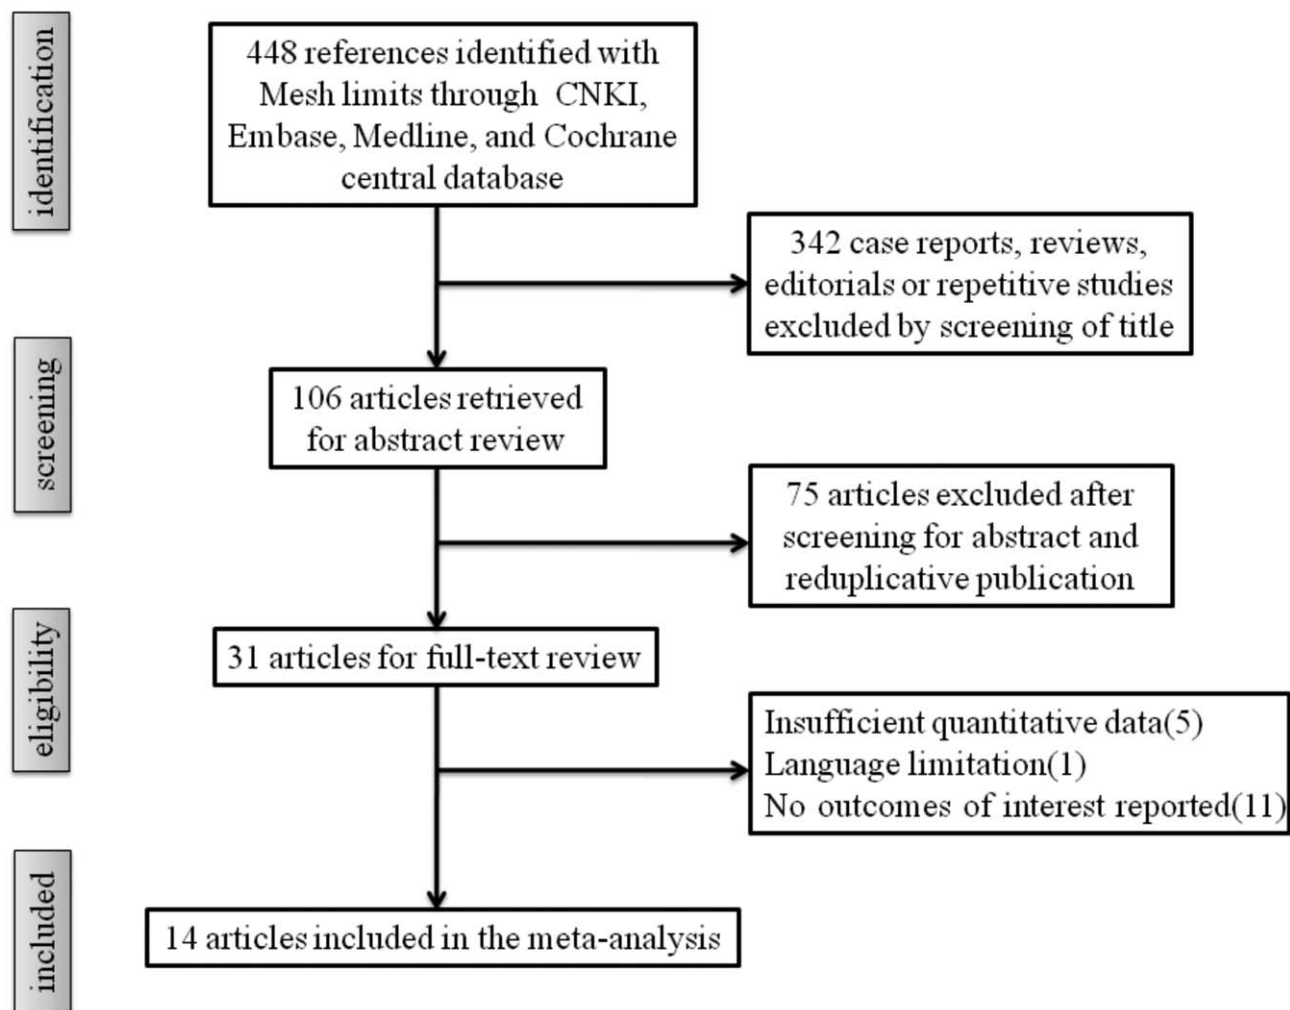 identification
448 references identified with
Mesh limits through CNKI,
Embase, Medline, and Cochrane
central database
342 case reports, reviews,
editorials or repetitive studies
excluded by screening of title
screening
106 articles retrieved
for abstract review
75 articles excluded after
screening for abstract and
reduplicative publication
eligibility
31 articles for full-text review
Insufficient quantitative data(5)
Language limitation(1)
No outcomes of interest reported(11)
included
14 articles included in the meta-analysis